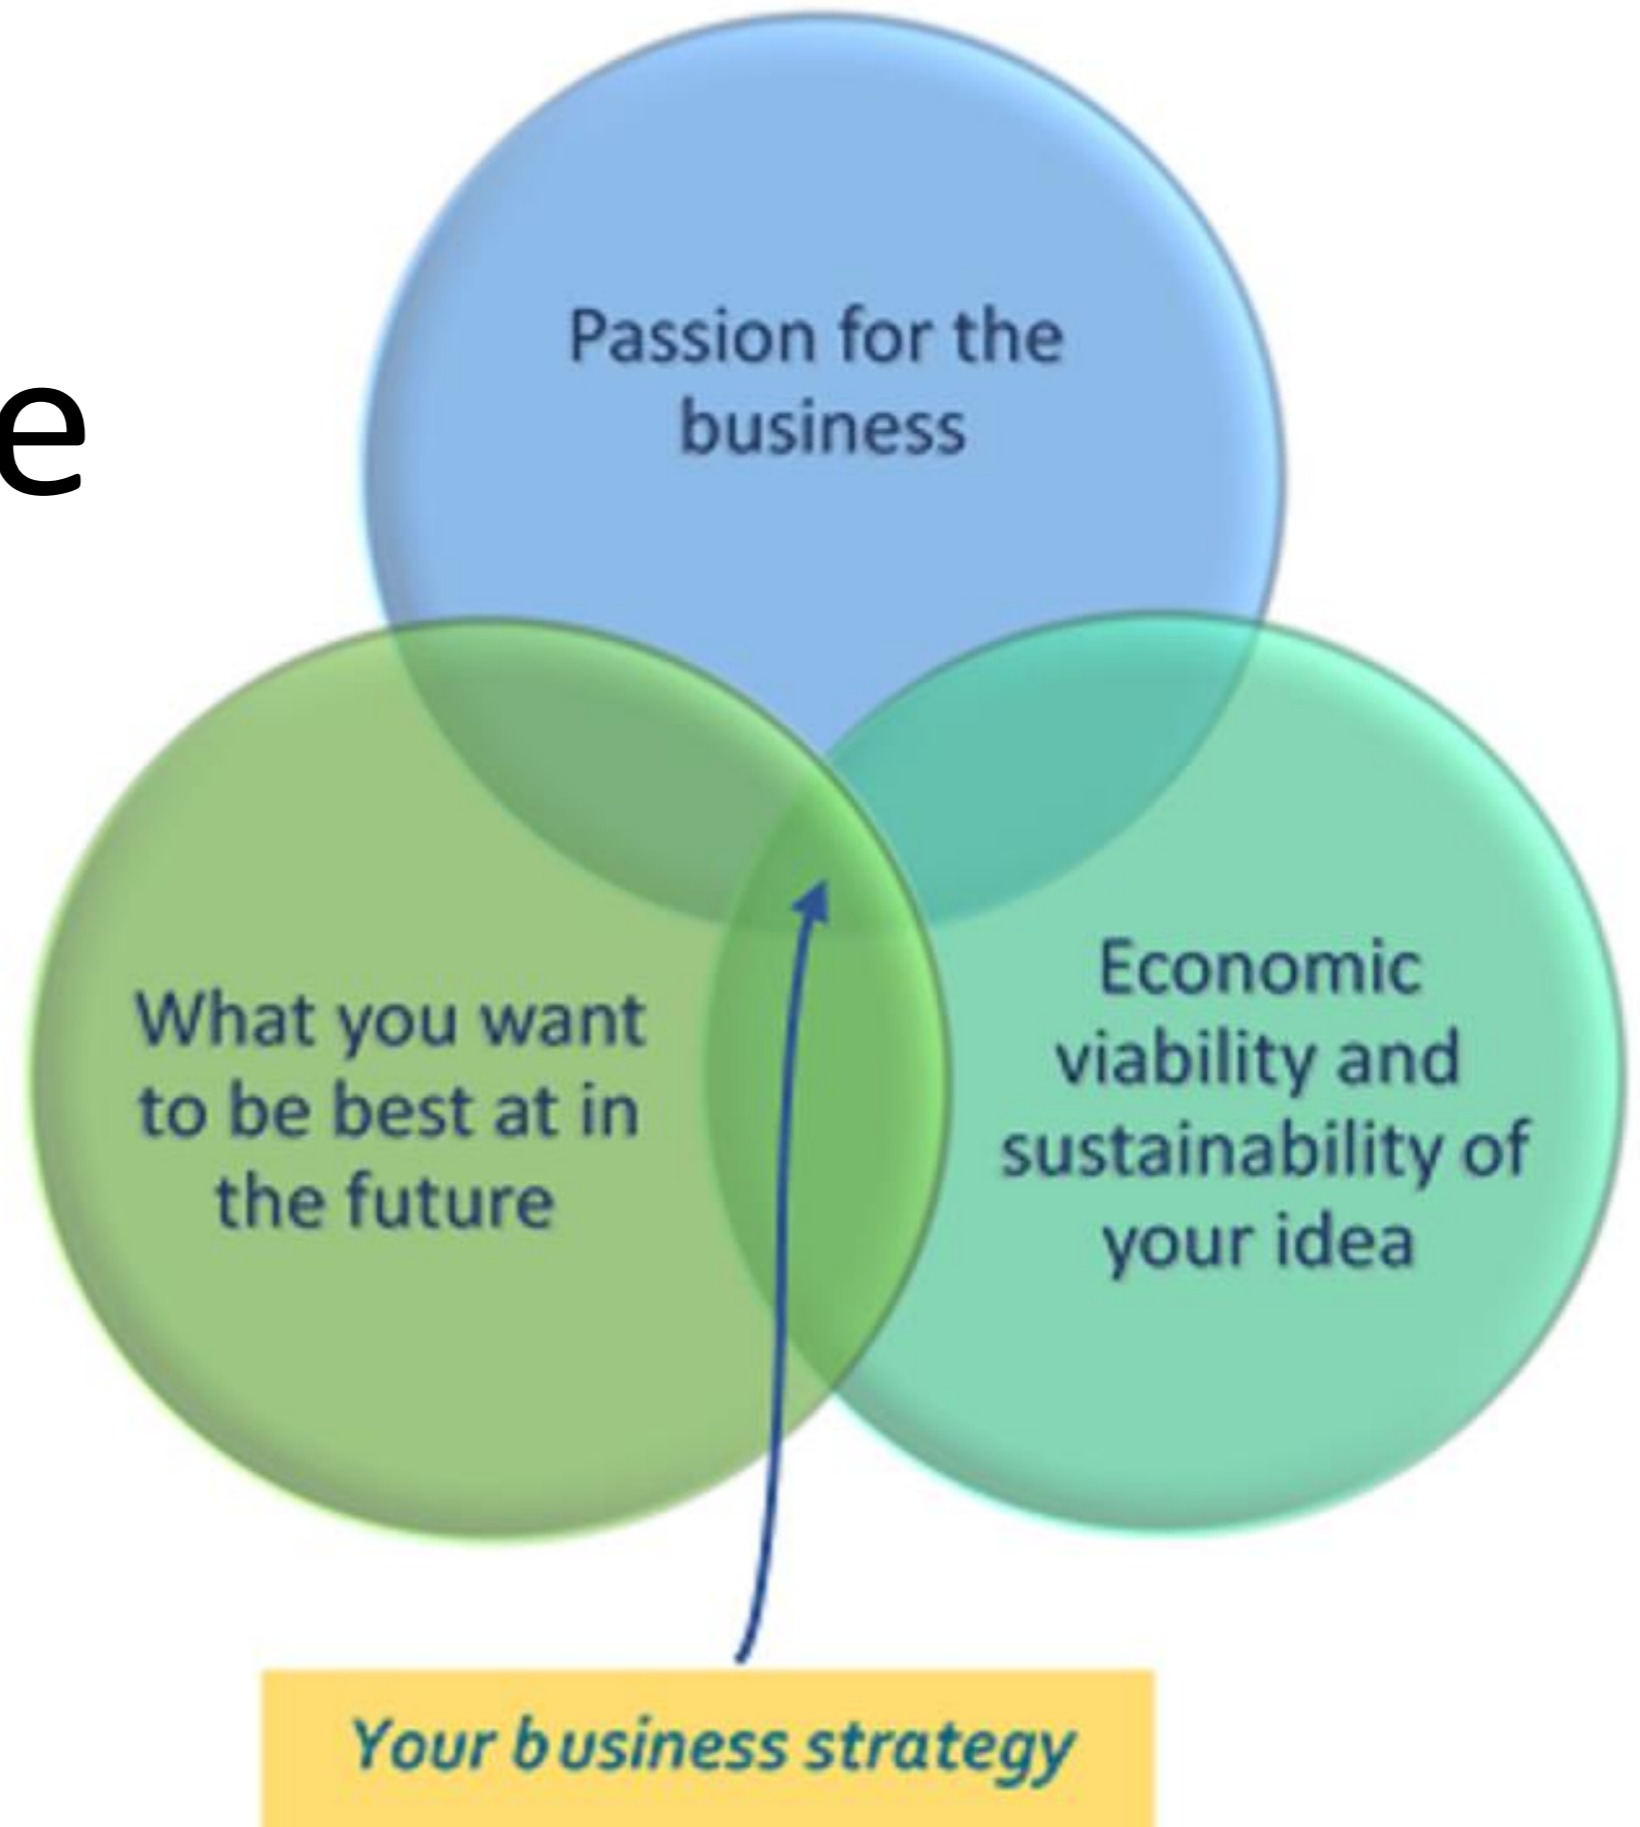 e
Passion for the
business
What you want
to be best at in
the future
Economic
viability and
sustainability of
your idea
Your business strategy